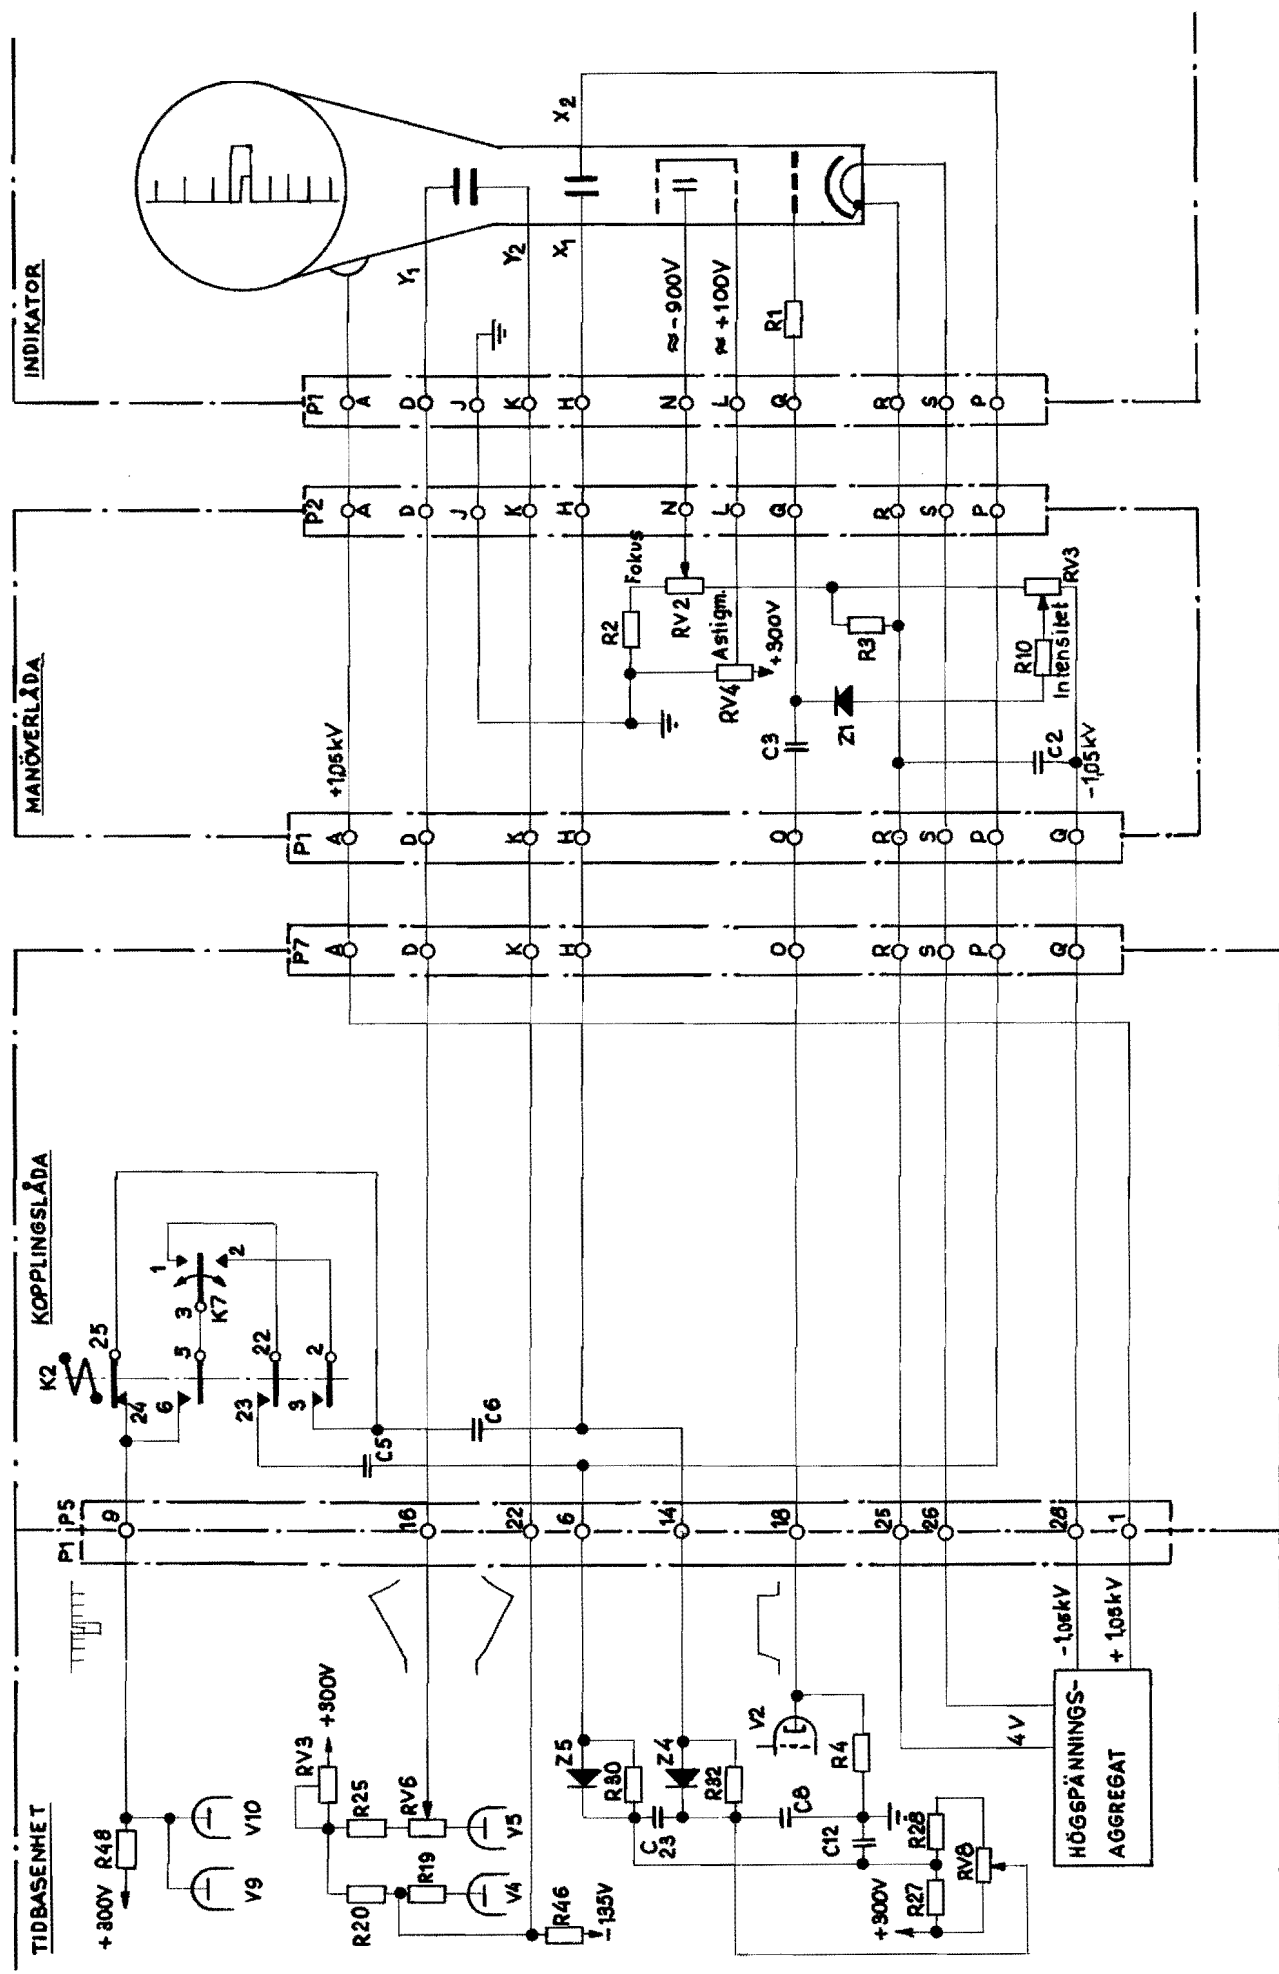 TIDBASENHET
KOPPLINGSLÅDA
MANÖVERLÅDA
INDIKATOR
+300V
R48
V9
V10
RV3
+300V
R20
R25
R19
RV6
V4
V5
R46
-135V
Z5
R30
C
23
Z4
R32
C8
C12
V2
R4
+300V
R27
R28
RV8
HÖGSPÄNNINGS-
AGGREGAT
4V
-1,05kV
+1,05kV
P1
P5
9
16
22
6
14
18
25
26
28
1
K2
25
24
6
5
3
K7
1
2
23
22
3
2
C5
C6
P7
A
D
K
H
O
R
S
P
Q
P1
A
D
K
H
O
R
S
P
Q
+1,05kV
R2
Fokus
RV2
Astigm.
RV4
+300V
C3
Z1
R3
R10
Intensitet
RV3
C2
-1,05kV
P2
A
D
J
K
H
N
L
Q
R
S
P
P1
A
D
J
K
H
N
L
Q
R
S
P
Y1
Y2
X1
X2
≈-900V
≈+100V
R1